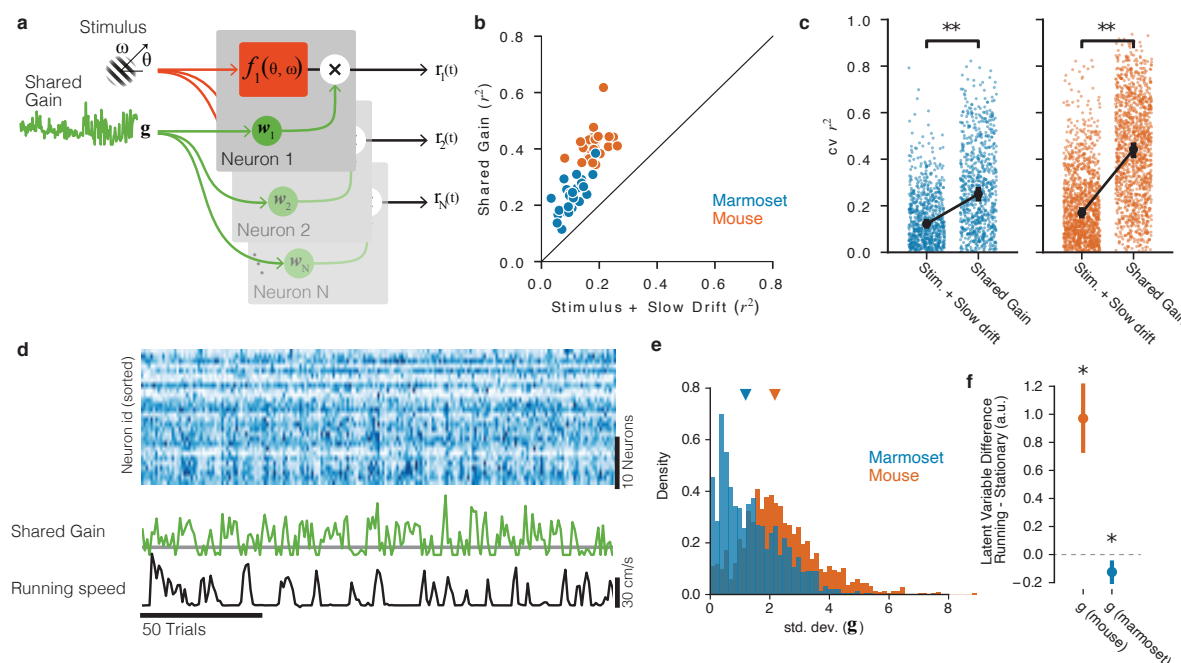 a
Stimulus
ω
θ
Shared
Gain
g
f1(θ, ω)
×
w1
Neuron 1
r1(t)
w2
Neuron 2
r2(t)
wN
Neuron N
rN(t)
b
Shared Gain (r²)
0.8
0.6
0.4
0.2
0.0
0.0 0.2 0.4 0.6 0.8
Stimulus + Slow Drift (r²)
Marmoset
Mouse
c
cv r²
0.8
0.6
0.4
0.2
0.0
**
**
Stim. + Slow drift
Shared Gain
Stim. + Slow drift
Shared Gain
d
Neuron id (sorted)
10 Neurons
Shared Gain
Running speed
30 cm/s
50 Trials
e
Density
0.8
0.6
0.4
0.2
0.0
0 2 4 6 8
std. dev. (g)
Marmoset
Mouse
f
Latent Variable Difference
Running - Stationary (a.u.)
1.2
1.0
0.8
0.6
0.4
0.2
0.0
−0.2
*
*
g (mouse)
g (marmoset)